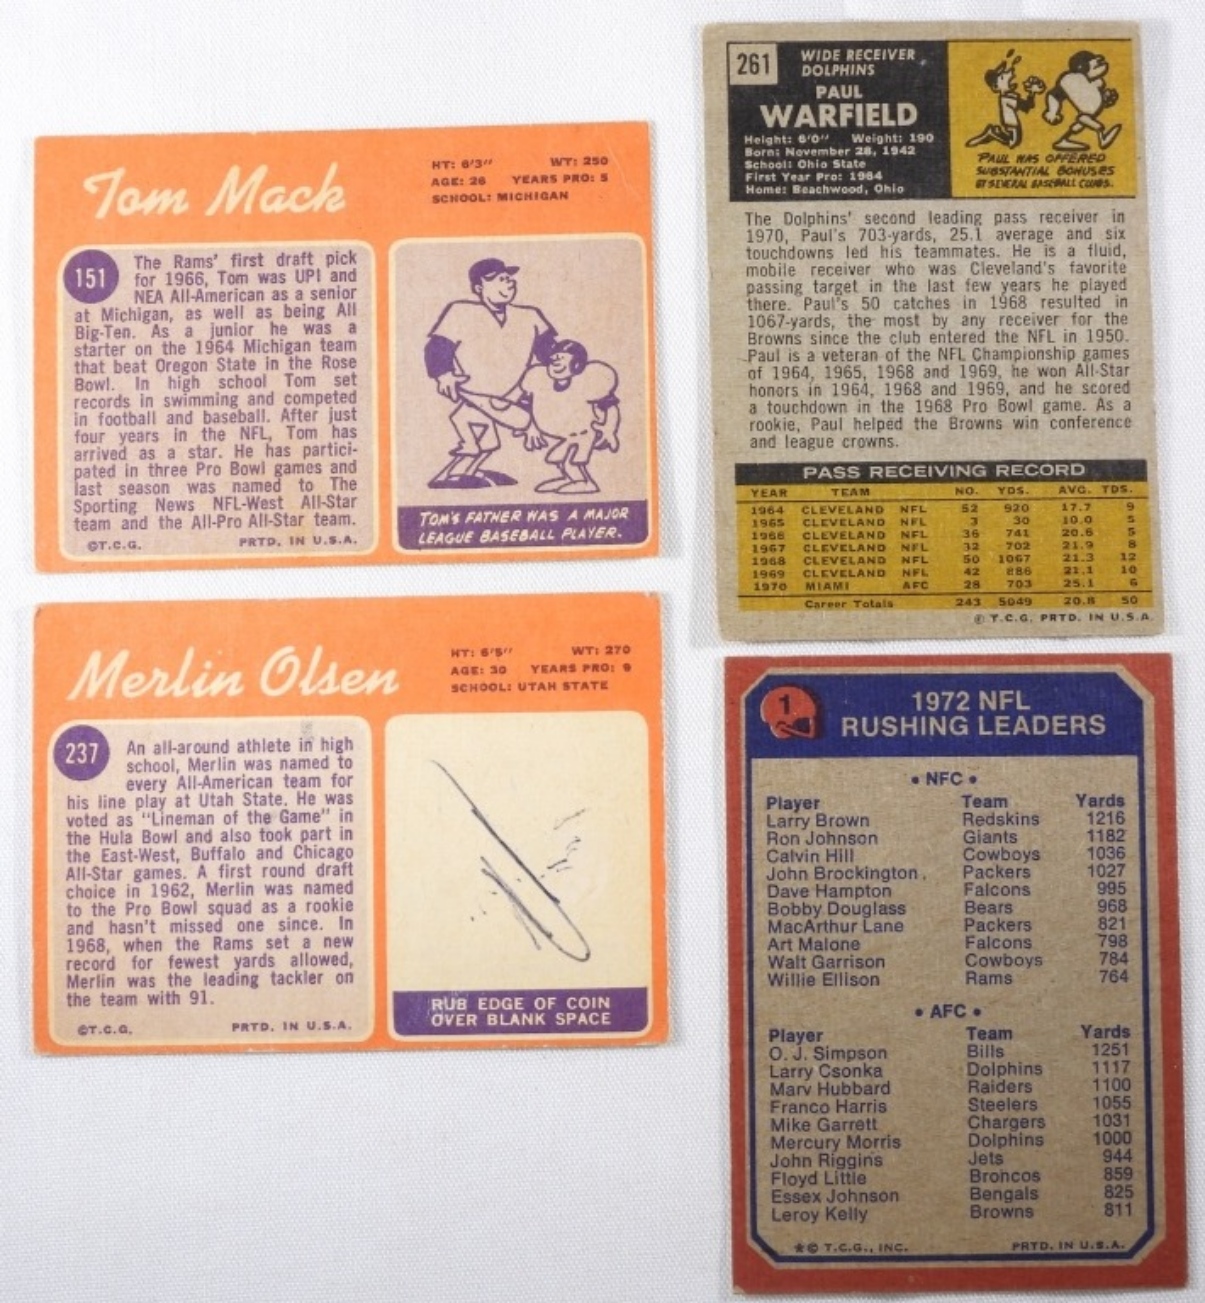 Tom Mack
HT: 6'3" WT: 250
AGE: 26 YEARS PRO: 5
SCHOOL: MICHIGAN
151
The Rams' first draft pick
for 1966, Tom was UPI and
NEA All-American as a senior
at Michigan, as well as being All
Big-Ten. As a junior he was a
starter on the 1964 Michigan team
that beat Oregon State in the Rose
Bowl. In high school Tom set
records in swimming and competed
in football and baseball. After just
four years in the NFL, Tom has
arrived as a star. He has partici-
pated in three Pro Bowl games and
last season was named to The
Sporting News NFL-West All-Star
team and the All-Pro All-Star team.
©T.C.G. PRTD. IN U.S.A.
TOM'S FATHER WAS A MAJOR
LEAGUE BASEBALL PLAYER.
Merlin Olsen
HT: 6'5" WT: 270
AGE: 30 YEARS PRO: 9
SCHOOL: UTAH STATE
237
An all-around athlete in high
school, Merlin was named to
every All-American team for
his line play at Utah State. He was
voted as "Lineman of the Game" in
the Hula Bowl and also took part in
the East-West, Buffalo and Chicago
All-Star games. A first round draft
choice in 1962, Merlin was named
to the Pro Bowl squad as a rookie
and hasn't missed one since. In
1968, when the Rams set a new
record for fewest yards allowed,
Merlin was the leading tackler on
the team with 91.
©T.C.G. PRTD. IN U.S.A.
RUB EDGE OF COIN
OVER BLANK SPACE
261
WIDE RECEIVER
DOLPHINS
PAUL
WARFIELD
Height: 6'0" Weight: 190
Born: November 28, 1942
School: Ohio State
First Year Pro: 1964
Home: Beachwood, Ohio
PAUL WAS OFFERED
SUBSTANTIAL BONUSES
BY SEVERAL BASEBALL CLUBS.
The Dolphins' second leading pass receiver in
1970, Paul's 703-yards, 25.1 average and six
touchdowns led his teammates. He is a fluid,
mobile receiver who was Cleveland's favorite
passing target in the last few years he played
there. Paul's 50 catches in 1968 resulted in
1067-yards, the most by any receiver for the
Browns since the club entered the NFL in 1950.
Paul is a veteran of the NFL Championship games
of 1964, 1965, 1968 and 1969, he won All-Star
honors in 1964, 1968 and 1969, and he scored
a touchdown in the 1968 Pro Bowl game. As a
rookie, Paul helped the Browns win conference
and league crowns.
PASS RECEIVING RECORD
YEAR TEAM NO. YDS. AVG. TDS.
1964 CLEVELAND NFL 52 920 17.7 9
1965 CLEVELAND NFL 3 30 10.0 5
1966 CLEVELAND NFL 36 741 20.6 5
1967 CLEVELAND NFL 32 702 21.9 8
1968 CLEVELAND NFL 50 1067 21.3 12
1969 CLEVELAND NFL 42 886 21.1 10
1970 MIAMI AFC 28 703 25.1 6
Career Totals 243 5049 20.8 50
© T.C.G. PRTD. IN U.S.A.
1
1972 NFL
RUSHING LEADERS
• NFC •
Player Team Yards
Larry Brown Redskins 1216
Ron Johnson Giants 1182
Calvin Hill Cowboys 1036
John Brockington Packers 1027
Dave Hampton Falcons 995
Bobby Douglass Bears 968
MacArthur Lane Packers 821
Art Malone Falcons 798
Walt Garrison Cowboys 784
Willie Ellison Rams 764
• AFC •
Player Team Yards
O. J. Simpson Bills 1251
Larry Csonka Dolphins 1117
Marv Hubbard Raiders 1100
Franco Harris Steelers 1055
Mike Garrett Chargers 1031
Mercury Morris Dolphins 1000
John Riggins Jets 944
Floyd Little Broncos 859
Essex Johnson Bengals 825
Leroy Kelly Browns 811
*© T.C.G., INC. PRTD. IN U.S.A.